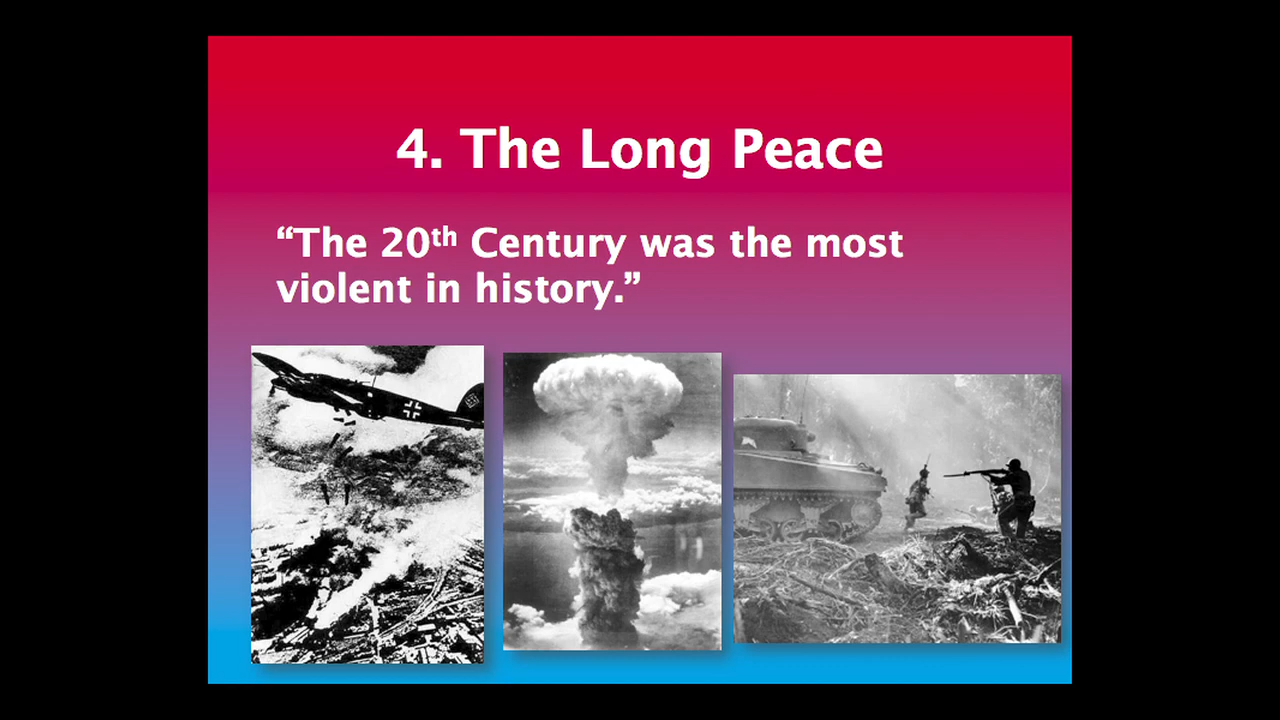 4. The Long Peace
“The 20th Century was the most
violent in history.”